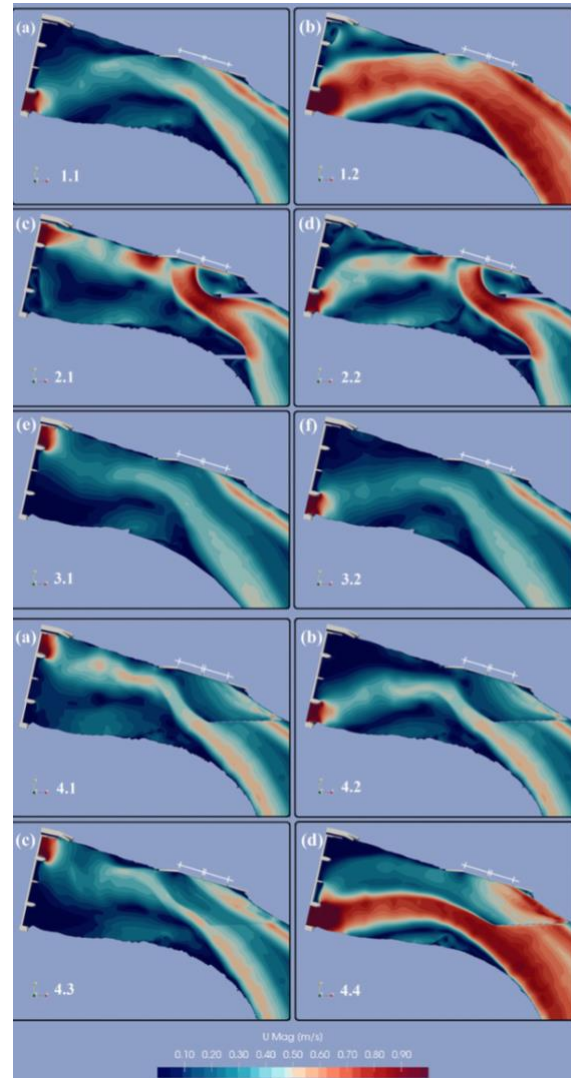 (a)
1.1
(b)
1.2
(c)
2.1
(d)
2.2
(e)
3.1
(f)
3.2
(a)
4.1
(b)
4.2
(c)
4.3
(d)
4.4
U Mag (m/s)
0.10 0.20 0.30 0.40 0.50 0.60 0.70 0.80 0.90